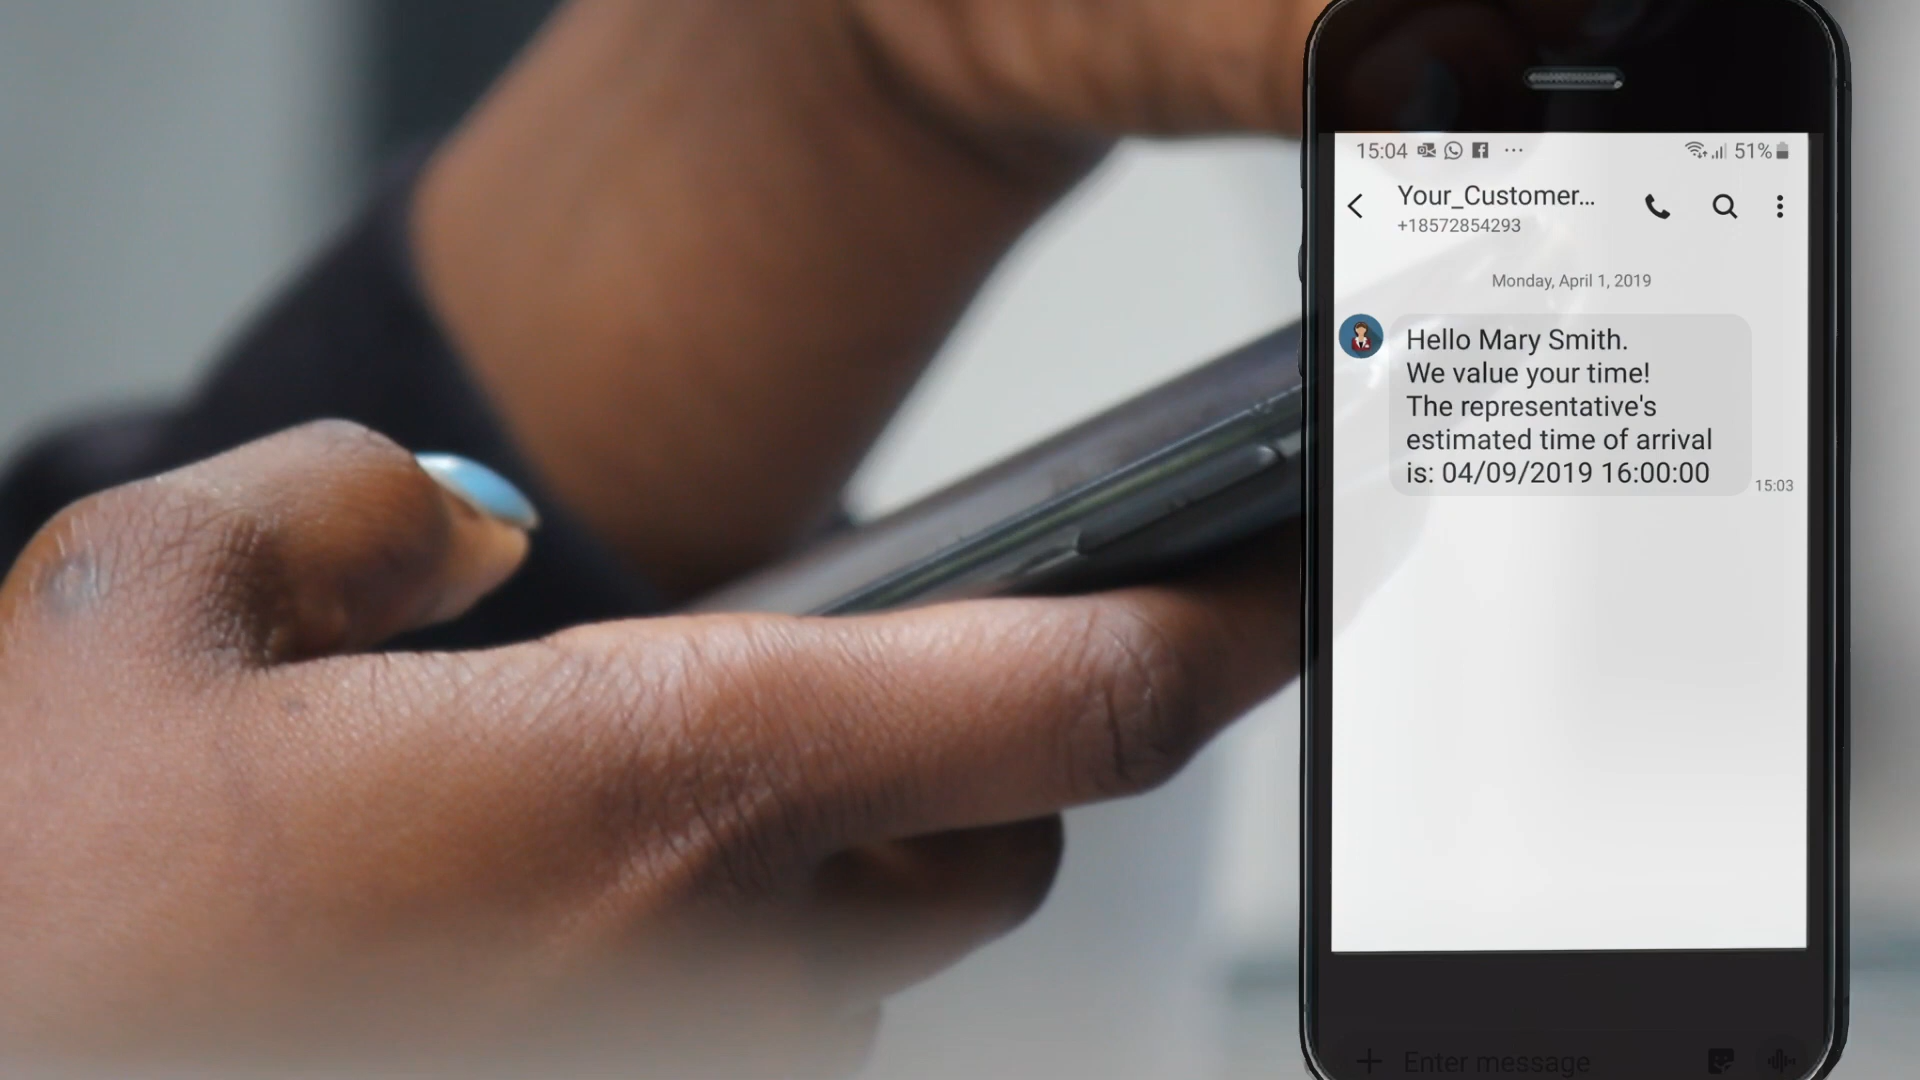 15:04 ... 51%
Your_Customer...
+18572854293
Monday, April 1, 2019
Hello Mary Smith.
We value your time!
The representative's
estimated time of arrival
is: 04/09/2019 16:00:00
15:03
Enter message